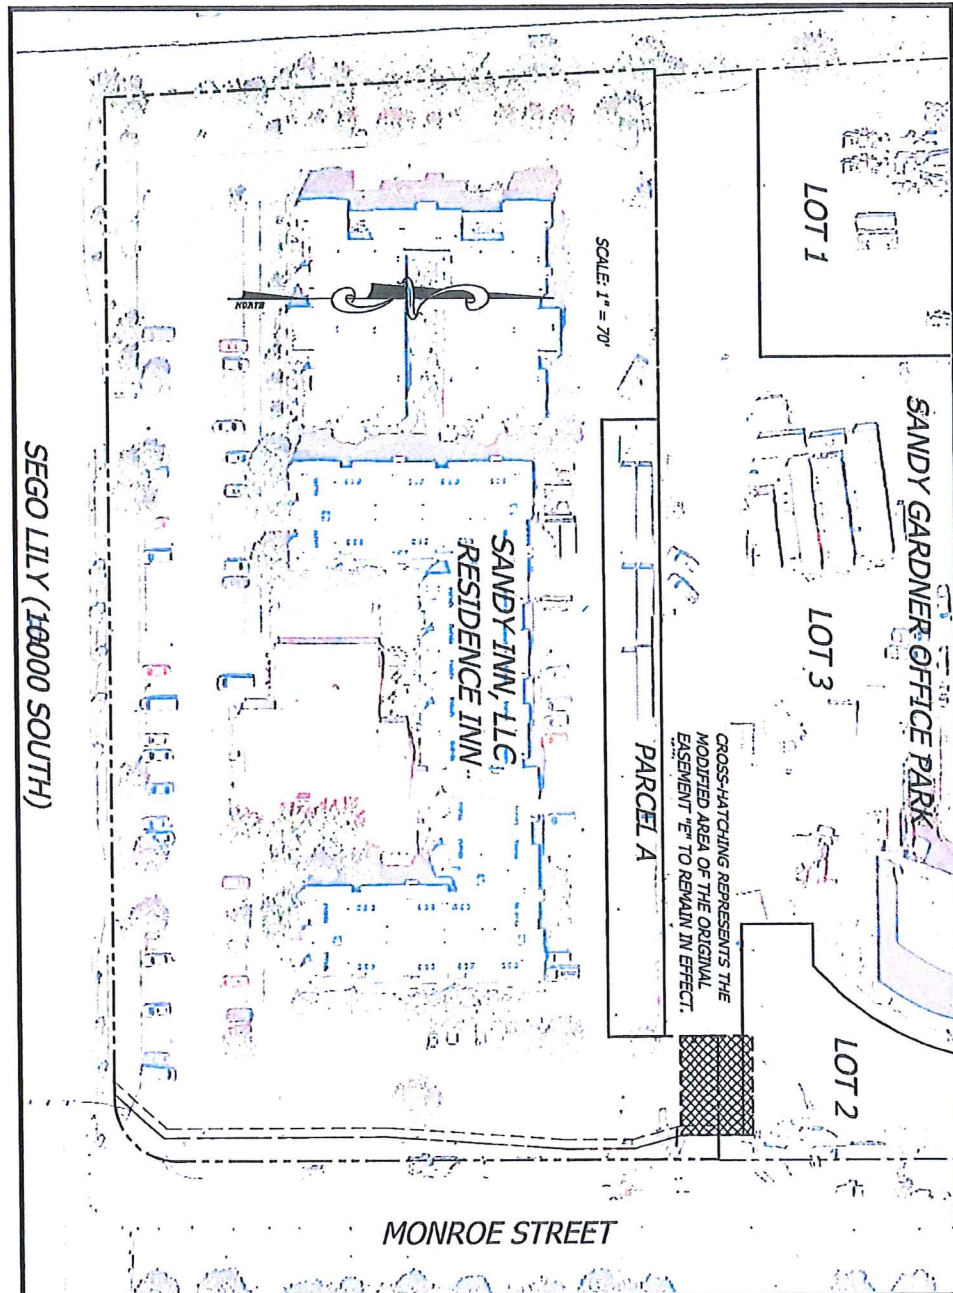 LOT 1
SCALE: 1" = 70'
NORTH
SANDY GARDNER OFFICE PARK
LOT 3
SANDY INN, LLC
RESIDENCE INN
SEGO LILY (10000 SOUTH)
CROSS-HATCHING REPRESENTS THE
MODIFIED AREA OF THE ORIGINAL
EASEMENT "E" TO REMAIN IN EFFECT.
PARCEL A
LOT 2
MONROE STREET